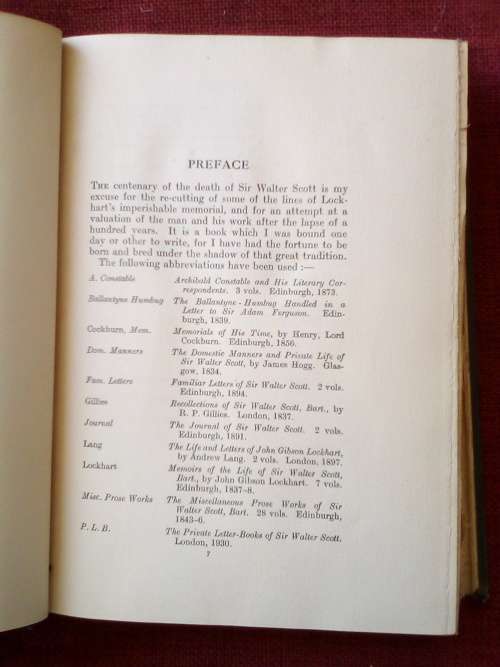 PREFACE
THE centenary of the death of Sir Walter Scott is my
excuse for the re-cutting of some of the lines of Lock-
hart's imperishable memorial, and for an attempt at a
valuation of the man and his work after the lapse of a
hundred years. It is a book which I was bound one
day or other to write, for I have had the fortune to be
born and bred under the shadow of that great tradition.
The following abbreviations have been used :—
A. Constable Archibald Constable and His Literary Cor-
respondents. 3 vols. Edinburgh, 1873.
Ballantyne Humbug The Ballantyne-Humbug Handled in a
Letter to Sir Adam Ferguson. Edin-
burgh, 1839.
Cockburn, Mem. Memorials of His Time, by Henry, Lord
Cockburn. Edinburgh, 1856.
Dom. Manners The Domestic Manners and Private Life of
Sir Walter Scott, by James Hogg. Glas-
gow, 1834.
Fam. Letters Familiar Letters of Sir Walter Scott. 2 vols.
Edinburgh, 1894.
Gillies Recollections of Sir Walter Scott, Bart., by
R. P. Gillies. London, 1837.
Journal The Journal of Sir Walter Scott. 2 vols.
Edinburgh, 1891.
Lang The Life and Letters of John Gibson Lockhart,
by Andrew Lang. 2 vols. London, 1897.
Lockhart Memoirs of the Life of Sir Walter Scott,
Bart., by John Gibson Lockhart. 7 vols.
Edinburgh, 1837–8.
Misc. Prose Works The Miscellaneous Prose Works of Sir
Walter Scott, Bart. 28 vols. Edinburgh,
1843–6.
P. L. B. The Private Letter-Books of Sir Walter Scott.
London, 1930.
7